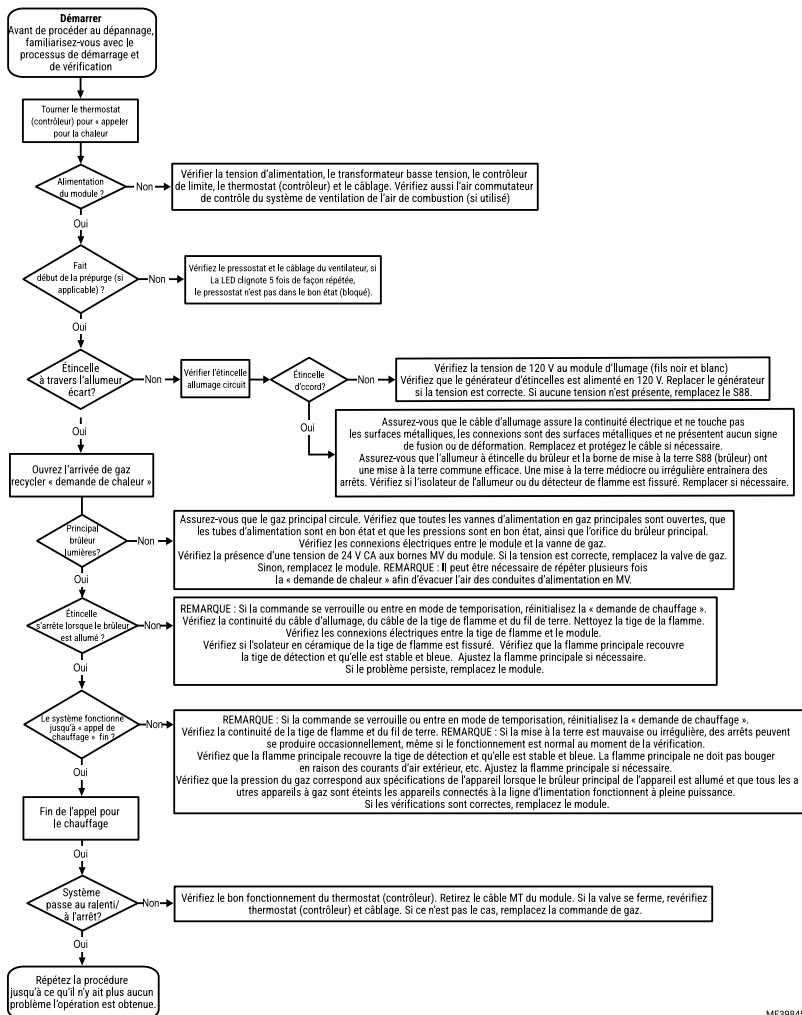 Démarrer
Avant de procéder au dépannage,
familiarisez-vous avec le
processus de démarrage et
de vérification
Tourner le thermostat
(contrôleur) pour « appeler
pour la chaleur
Alimentation
du module ?
Non
Vérifier la tension d'alimentation, le transformateur basse tension, le contrôleur
de limite, le thermostat (contrôleur) et le câblage. Vérifiez aussi l'air commutateur
de contrôle du système de ventilation de l'air de combustion (si utilisé)
Oui
Fait
début de la prépurge (si
applicable) ?
Non
Vérifiez le pressostat et le câblage du ventilateur, si
La LED clignote 5 fois de façon répétée,
le pressostat n'est pas dans le bon état (bloqué).
Oui
Étincelle
à travers l'allumeur
écart?
Non
Vérifier l'étincelle
allumage circuit
Étincelle
d'ccord?
Non
Vérifiez la tension de 120 V au module d'llumage (fils noir et blanc)
Vérifiez que le générateur d'étincelles est alimenté en 120 V. Replacer le générateur
si la tension est correcte. Si aucune tension n'est présente, remplacez le S88.
Oui
Assurez-vous que le câble d'allumage assure la continuité électrique et ne touche pas
les surfaces métalliques, les connexions sont des surfaces métalliques et ne présentent aucun signe
de fusion ou de déformation. Remplacez et protégez le câble si nécessaire.
Assurez-vous que l'allumeur à étincelle du brûleur et la borne de mise à la terre S88 (brûleur) ont
une mise à la terre commune efficace. Une mise à la terre médiocre ou irrégulière entraînera des
arrêts. Vérifiez si l'isolateur de l'allumeur ou du détecteur de flamme est fissuré. Remplacer si nécessaire.
Oui
Ouvrez l'arrivée de gaz
recycler « demande de chaleur »
Principal
brûleur
lumières?
Non
Assurez-vous que le gaz principal circule. Vérifiez que toutes les vannes d'alimentation en gaz principales sont ouvertes, que
les tubes d'alimentation sont en bon état et que les pressions sont en bon état, ainsi que l'orifice du brûleur principal.
Vérifiez les connexions électriques entre le module et la vanne de gaz.
Vérifiez la présence d'une tension de 24 V CA aux bornes MV du module. Si la tension est correcte, remplacez la valve de gaz.
Sinon, remplacez le module. REMARQUE : Il peut être nécessaire de répéter plusieurs fois
la « demande de chaleur » afin d'évacuer l'air des conduites d'alimentation en MV.
Oui
Étincelle
s'arrête lorsque le brûleur
est allumé ?
Non
REMARQUE : Si la commande se verrouille ou entre en mode de temporisation, réinitialisez la « demande de chauffage ».
Vérifiez la continuité du câble d'allumage, du câble de la tige de flamme et du fil de terre. Nettoyez la tige de la flamme.
Vérifiez les connexions électriques entre la tige de flamme et le module.
Vérifiez si l'isolateur en céramique de la tige de flamme est fissuré. Vérifiez que la flamme principale recouvre
la tige de détection et qu'elle est stable et bleue. Ajustez la flamme principale si nécessaire.
Si le problème persiste, remplacez le module.
Oui
Le système fonctionne
jusqu'à « appel de
chauffage » fin ?
Non
REMARQUE : Si la commande se verrouille ou entre en mode de temporisation, réinitialisez la « demande de chauffage ».
Vérifiez la continuité de la tige de flamme et du fil de terre. REMARQUE : Si la mise à la terre est mauvaise ou irrégulière, des arrêts peuvent
se produire occasionnellement, même si le fonctionnement est normal au moment de la vérification.
Vérifiez que la flamme principale recouvre la tige de détection et qu'elle est stable et bleue. La flamme principale ne doit pas bouger
en raison des courants d'air extérieur, etc. Ajustez la flamme principale si nécessaire.
Vérifiez que la pression du gaz correspond aux spécifications de l'appareil lorsque le brûleur principal de l'appareil est allumé et que tous les a
utres appareils à gaz sont éteints les appareils connectés à la ligne d'limentation fonctionnent à pleine puissance.
Si les vérifications sont correctes, remplacez le module.
Oui
Fin de l'appel pour
le chauffage
Oui
Système
passe au ralenti/
à l'arrêt?
Non
Vérifiez le bon fonctionnement du thermostat (contrôleur). Retirez le câble MT du module. Si la valve se ferme, revérifiez
thermostat (contrôleur) et câblage. Si ce n'est pas le cas, remplacez la commande de gaz.
Oui
Répétez la procédure
jusqu'à ce qu'il n'y ait plus aucun
problème l'opération est obtenue.